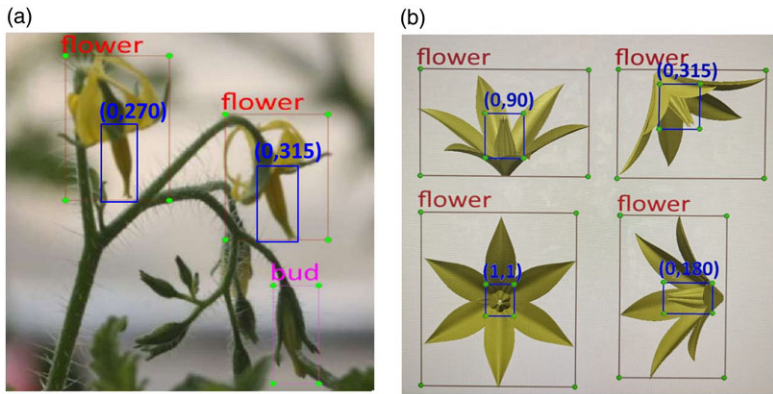 (a)
flower
(0,270)
flower
(0,315)
bud
(b)
flower
(0,90)
flower
(0,315)
flower
(1,1)
flower
(0,180)